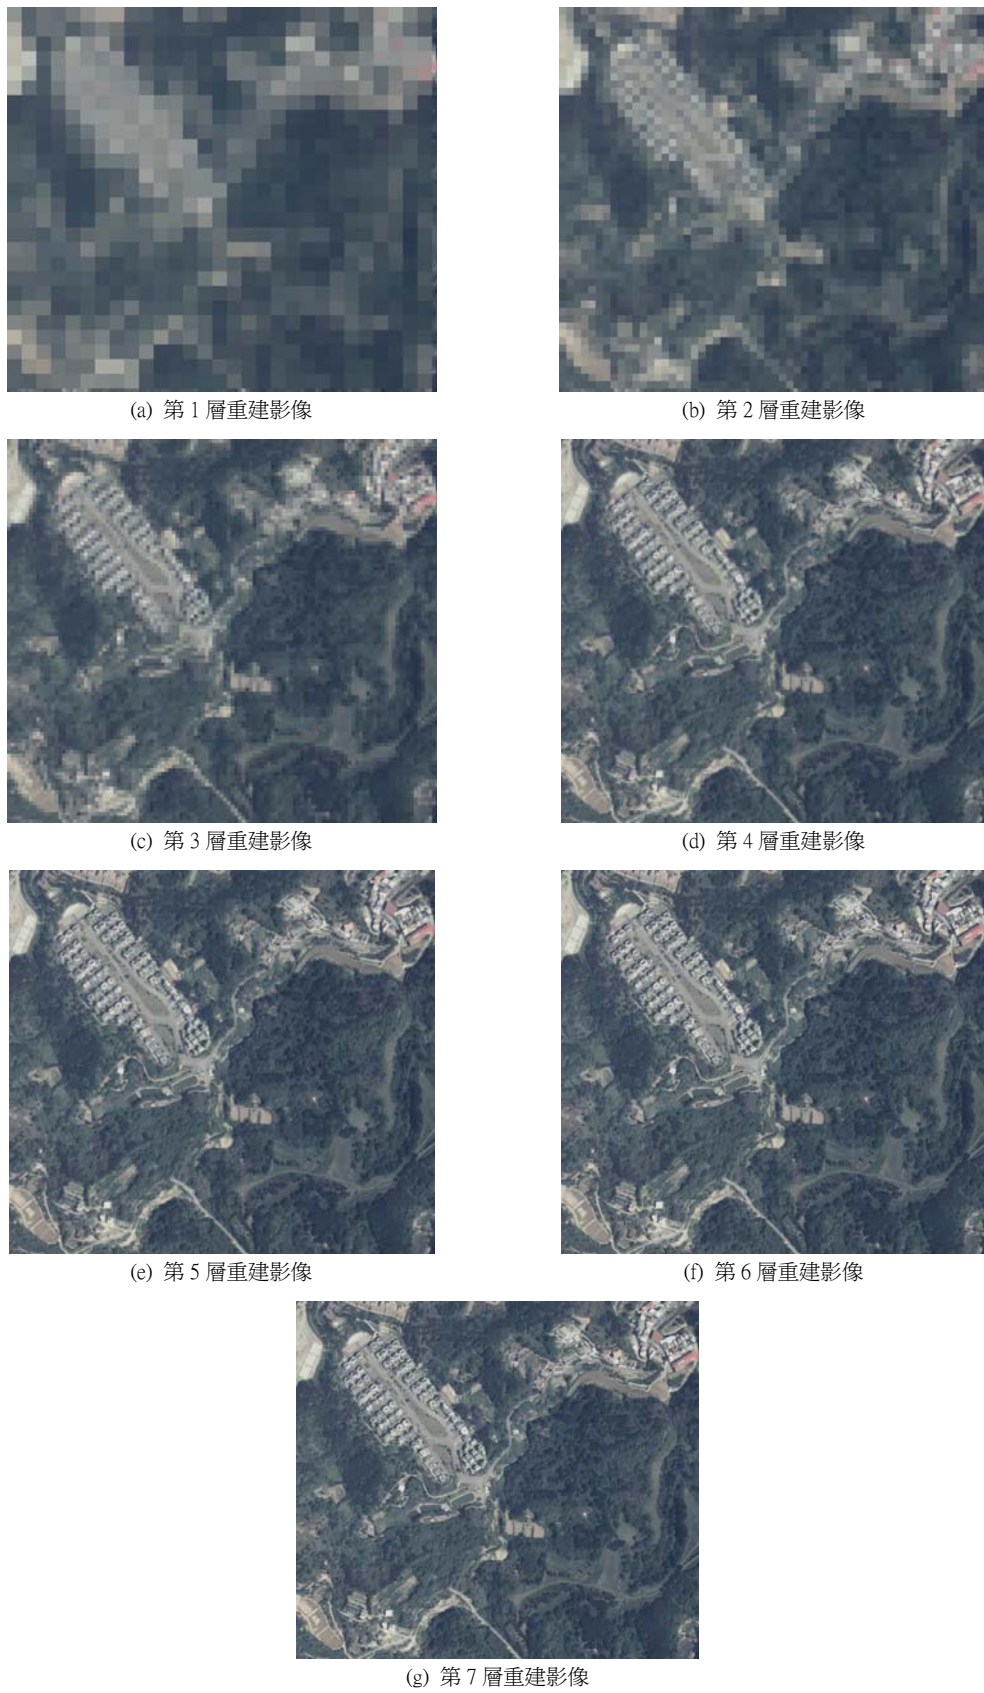 (a) 第 1 層重建影像
(b) 第 2 層重建影像
(c) 第 3 層重建影像
(d) 第 4 層重建影像
(e) 第 5 層重建影像
(f) 第 6 層重建影像
(g) 第 7 層重建影像